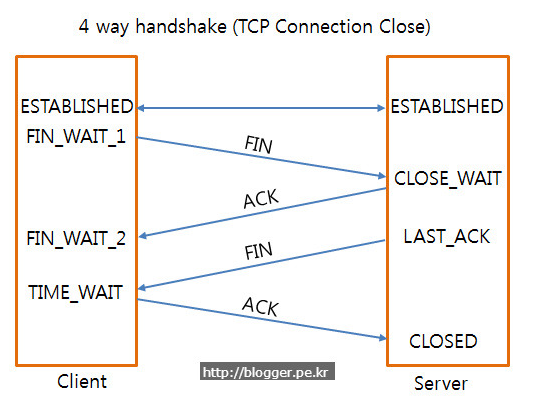 4 way handshake (TCP Connection Close)
ESTABLISHED
ESTABLISHED
FIN_WAIT_1
FIN
CLOSE_WAIT
ACK
FIN_WAIT_2
LAST_ACK
FIN
TIME_WAIT
ACK
CLOSED
http://blogger.pe.kr
Client
Server